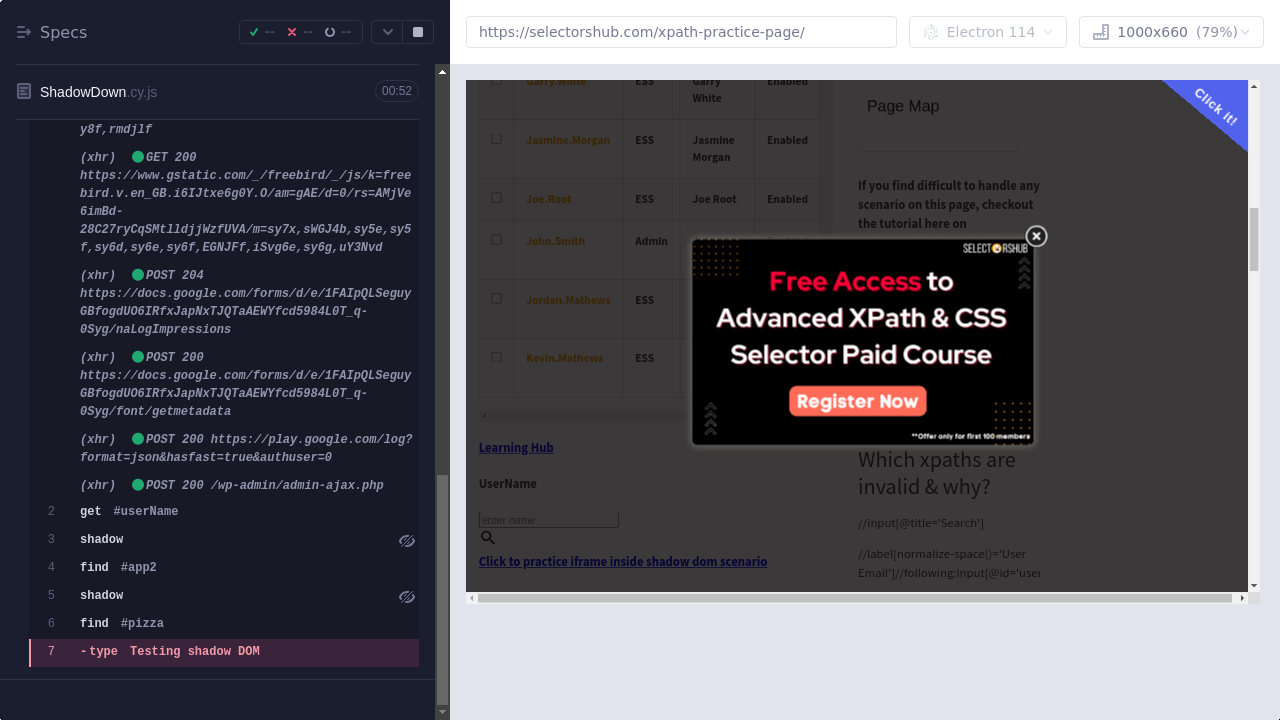 Specs
--
--
--
ShadowDown.cy.js
00:52
y8f,rmdjlf
(xhr) GET 200
https://www.gstatic.com/_/freebird/_/js/k=free
bird.v.en_GB.i6IJtxe6g0Y.O/am=gAE/d=0/rs=AMjVe
6imBd-
28C27ryCqSMtlldjjWzfUVA/m=sy7x,sWGJ4b,sy5e,sy5
f,sy6d,sy6e,sy6f,EGNJFf,iSvg6e,sy6g,uY3Nvd
(xhr) POST 204
https://docs.google.com/forms/d/e/1FAIpQLSeguy
GBfogdUO6IRfxJapNxTJQTaAEWYfcd5984L0T_q-
0Syg/naLogImpressions
(xhr) POST 200
https://docs.google.com/forms/d/e/1FAIpQLSeguy
GBfogdUO6IRfxJapNxTJQTaAEWYfcd5984L0T_q-
0Syg/font/getmetadata
(xhr) POST 200 https://play.google.com/log?
format=json&hasfast=true&authuser=0
(xhr) POST 200 /wp-admin/admin-ajax.php
2 get #userName
3 shadow
4 find #app2
5 shadow
6 find #pizza
7 -type Testing shadow DOM
https://selectorshub.com/xpath-practice-page/
Electron 114
1000x660 (79%)
Garry.White ESS Garry White Enabled
Jasmine.Morgan ESS Jasmine Morgan Enabled
Joe.Root ESS Joe Root Enabled
John.Smith Admin
Jordan.Mathews ESS
Kevin.Mathews ESS
Learning Hub
UserName
enter name
Click to practice iframe inside shadow dom scenario
Page Map
Click it!
If you find difficult to handle any
scenario on this page, checkout
the tutorial here on
SELECTORSHUB
Free Access to
Advanced XPath & CSS
Selector Paid Course
Register Now
**Offer only for first 100 members
Which xpaths are
invalid & why?
//input[@title='Search']
//label[normalize-space()='User
Email']//following:input[@id='user